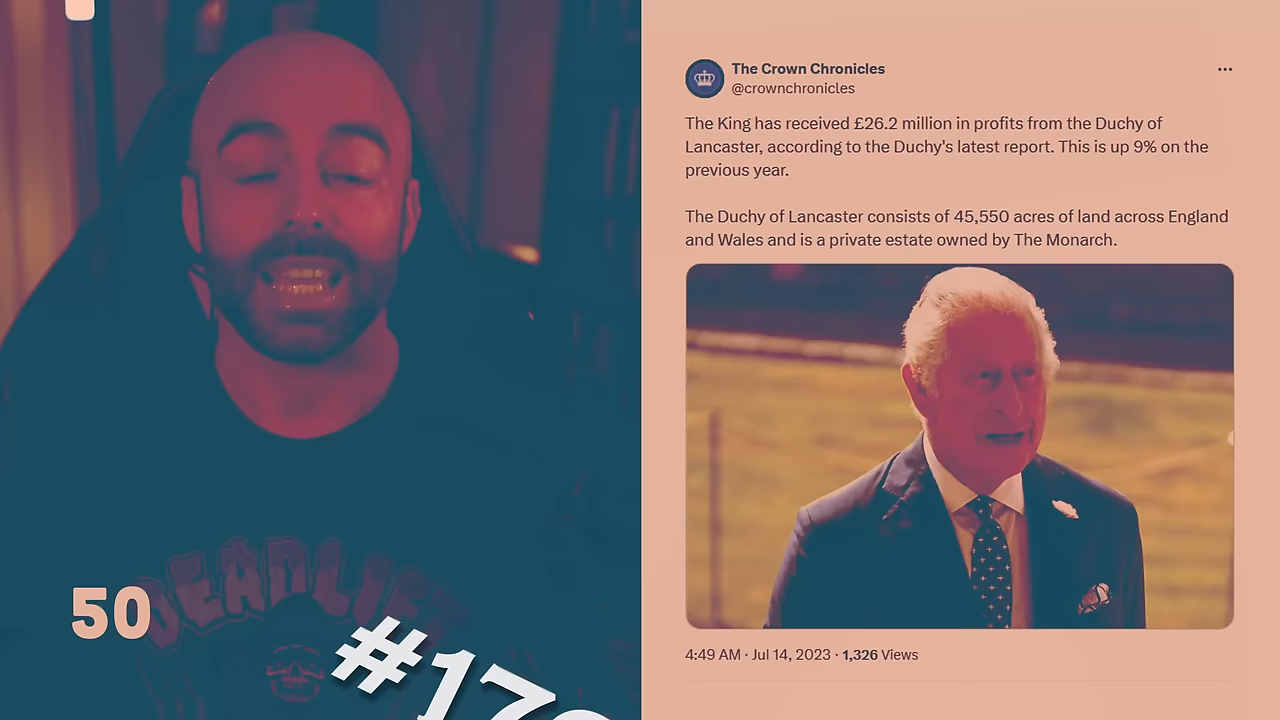 The Crown Chronicles
@crownchronicles
The King has received £26.2 million in profits from the Duchy of
Lancaster, according to the Duchy's latest report. This is up 9% on the
previous year.
The Duchy of Lancaster consists of 45,550 acres of land across England
and Wales and is a private estate owned by The Monarch.
4:49 AM · Jul 14, 2023 · 1,326 Views
50